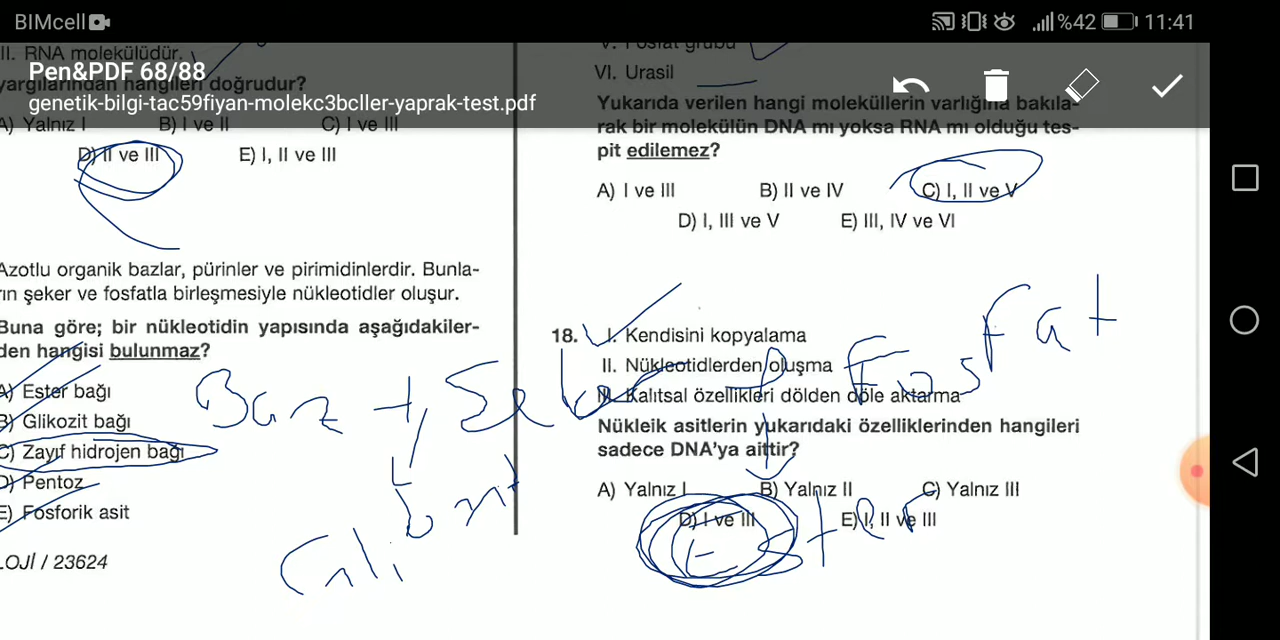 BIMcell
%42 11:41
II. RNA molekülüdür.
Pen&PDF 68/88
yargılarından hangileri doğrudur?
genetik-bilgi-tac59fiyan-molekc3bcller-yaprak-test.pdf
A) Yalnız I B) I ve II C) I ve III
D) II ve III E) I, II ve III
Azotlu organik bazlar, pürinler ve pirimidinlerdir. Bunla-
rın şeker ve fosfatla birleşmesiyle nükleotidler oluşur.
Buna göre; bir nükleotidin yapısında aşağıdakiler-
den hangisi bulunmaz?
A) Ester bağı
B) Glikozit bağı
C) Zayıf hidrojen bağı
D) Pentoz
E) Fosforik asit
OJİ / 23624
V. Fosfat grubu
VI. Urasil
Yukarıda verilen hangi moleküllerin varlığına bakıla-
rak bir molekülün DNA mı yoksa RNA mı olduğu tes-
pit edilemez?
A) I ve III B) II ve IV C) I, II ve V
D) I, III ve V E) III, IV ve VI
18. I. Kendisini kopyalama
II. Nükleotidlerden oluşma
III. Kalıtsal özellikleri dölden döle aktarma
Nükleik asitlerin yukarıdaki özelliklerinden hangileri
sadece DNA'ya aittir?
A) Yalnız I B) Yalnız II C) Yalnız III
D) I ve III E) I, II ve III
Baz + Şeker + Fosfat
Ester